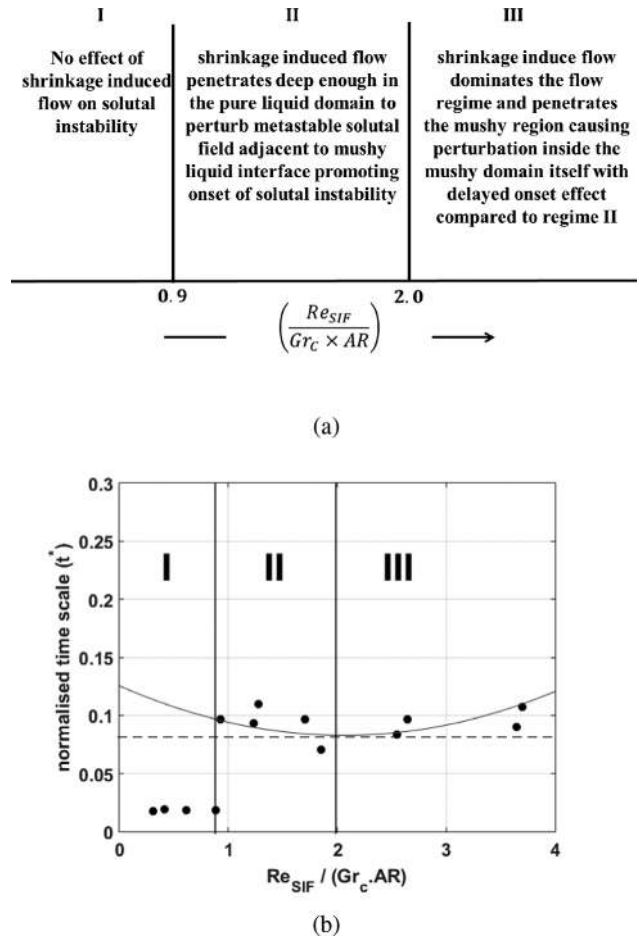 I
II
III
No effect of
shrinkage induced
flow on solutal
instability
shrinkage induced flow
penetrates deep enough in
the pure liquid domain to
perturb metastable solutal
field adjacent to mushy
liquid interface promoting
onset of solutal instability
shrinkage induce flow
dominates the flow
regime and penetrates
the mushy region causing
perturbation inside the
mushy domain itself with
delayed onset effect
compared to regime II
0.9
2.0
(Re_SIF / Gr_C × AR)
(a)
normalised time scale (t*)
0.3
0.25
0.2
0.15
0.1
0.05
0
I
II
III
0 1 2 3 4
Re_SIF / (Gr_c.AR)
(b)